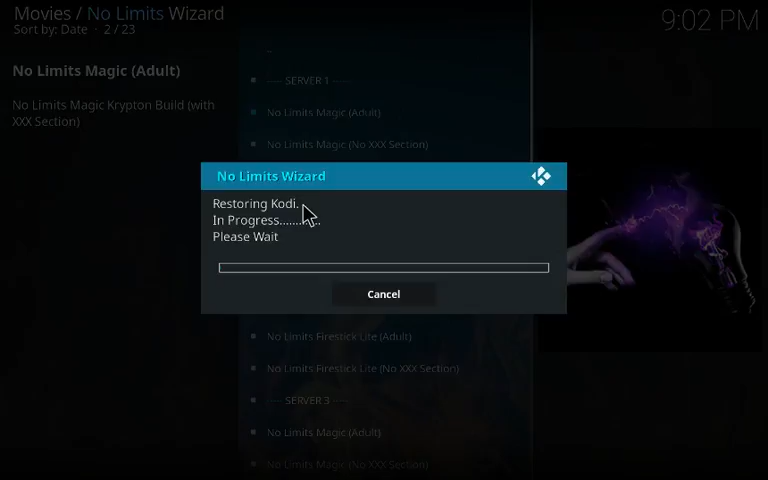 Movies / No Limits Wizard
Sort by: Date · 2 / 23
9:02 PM
No Limits Magic (Adult)
No Limits Magic Krypton Build (with
XXX Section)
---- SERVER 1 ----
No Limits Magic (Adult)
No Limits Magic (No XXX Section)
No Limits Wizard
Restoring Kodi.
In Progress.............
Please Wait
Cancel
No Limits Firestick Lite (Adult)
No Limits Firestick Lite (No XXX Section)
---- SERVER 3 ----
No Limits Magic (Adult)
No Limits Magic (No XXX Section)